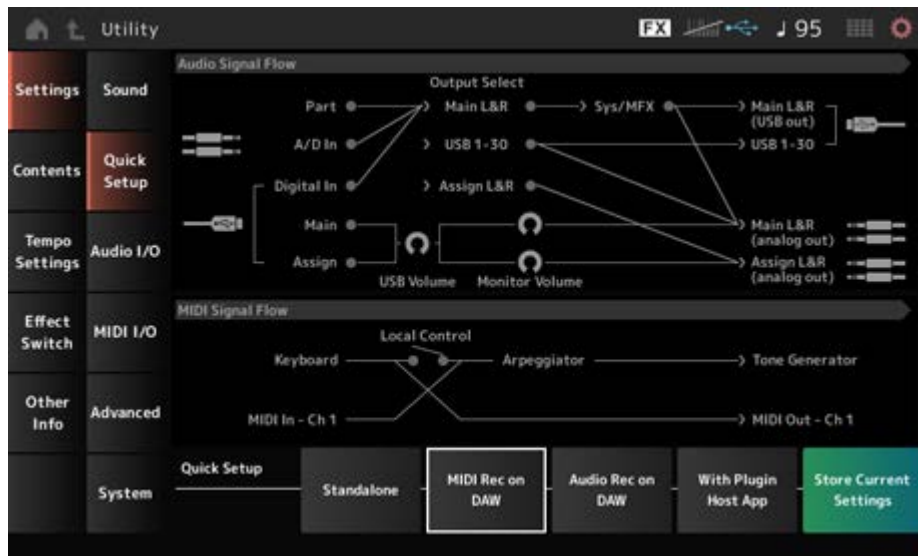 Utility
FX
♩ 95
Settings
Sound
Contents
Quick
Setup
Tempo
Settings
Audio I/O
Effect
Switch
MIDI I/O
Other
Info
Advanced
System
Audio Signal Flow
Output Select
Part
Main L&R
Sys/MFX
Main L&R
(USB out)
A/D In
USB 1-30
USB 1-30
Digital In
Assign L&R
Main
Main L&R
(analog out)
Assign
Assign L&R
(analog out)
USB Volume
Monitor Volume
MIDI Signal Flow
Local Control
Keyboard
Arpeggiator
Tone Generator
MIDI In - Ch 1
MIDI Out - Ch 1
Quick Setup
Standalone
MIDI Rec on
DAW
Audio Rec on
DAW
With Plugin
Host App
Store Current
Settings